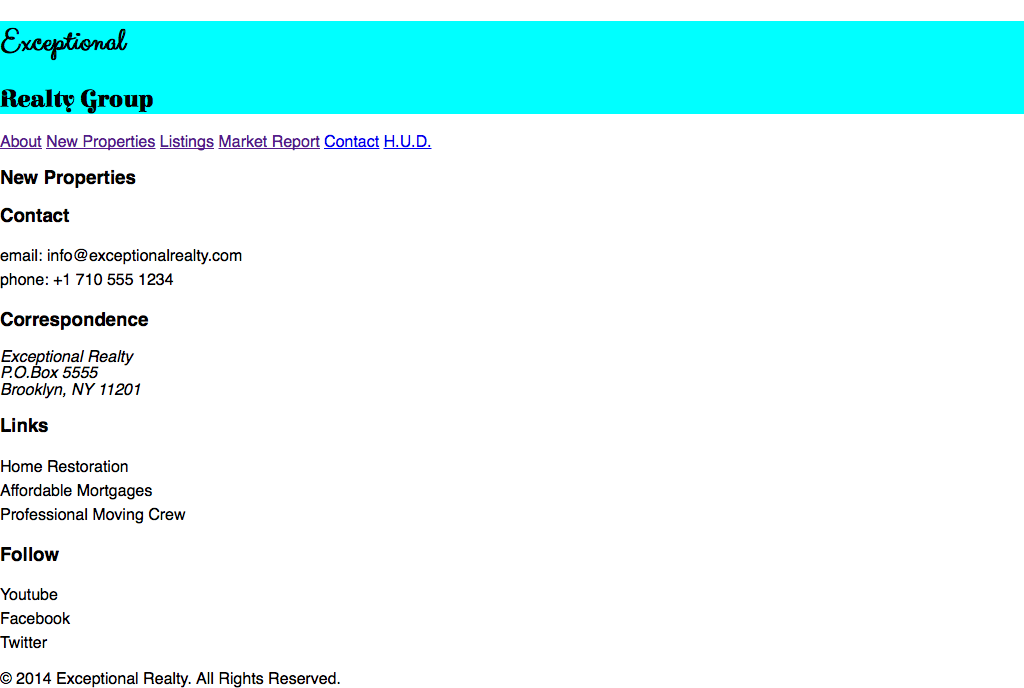 Exceptional
Realty Group
About New Properties Listings Market Report Contact H.U.D.
New Properties
Contact
email: info@exceptionalrealty.com
phone: +1 710 555 1234
Correspondence
Exceptional Realty
P.O.Box 5555
Brooklyn, NY 11201
Links
Home Restoration
Affordable Mortgages
Professional Moving Crew
Follow
Youtube
Facebook
Twitter
© 2014 Exceptional Realty. All Rights Reserved.